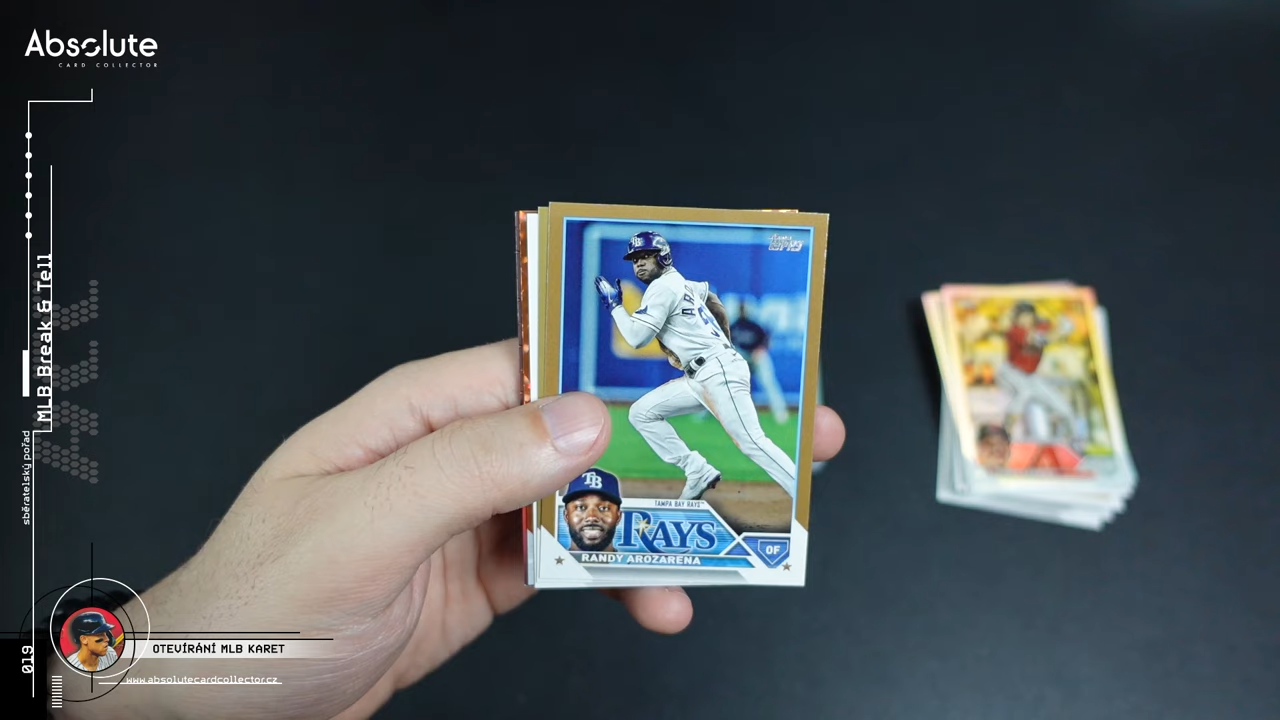 Absolute
CARD COLLECTOR
MLB Break & Tell
sběratelský pořad
019
OTEVÍRÁNÍ MLB KARET
www.absolutecardcollector.cz
topps
TB
TAMPA BAY RAYS™
RAYS
OF
RANDY AROZARENA